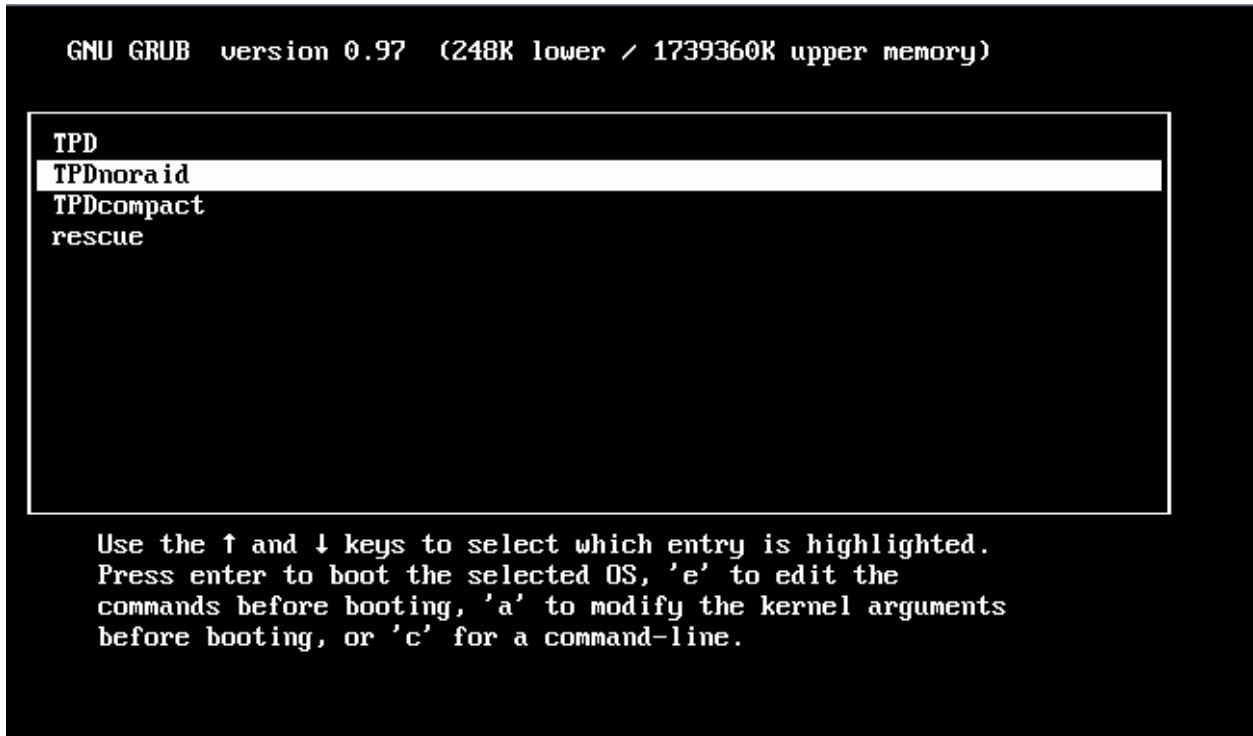 GNU GRUB version 0.97 (248K lower / 1739360K upper memory)
TPD
TPDnoraid
TPDcompact
rescue
Use the ↑ and ↓ keys to select which entry is highlighted.
Press enter to boot the selected OS, 'e' to edit the
commands before booting, 'a' to modify the kernel arguments
before booting, or 'c' for a command-line.